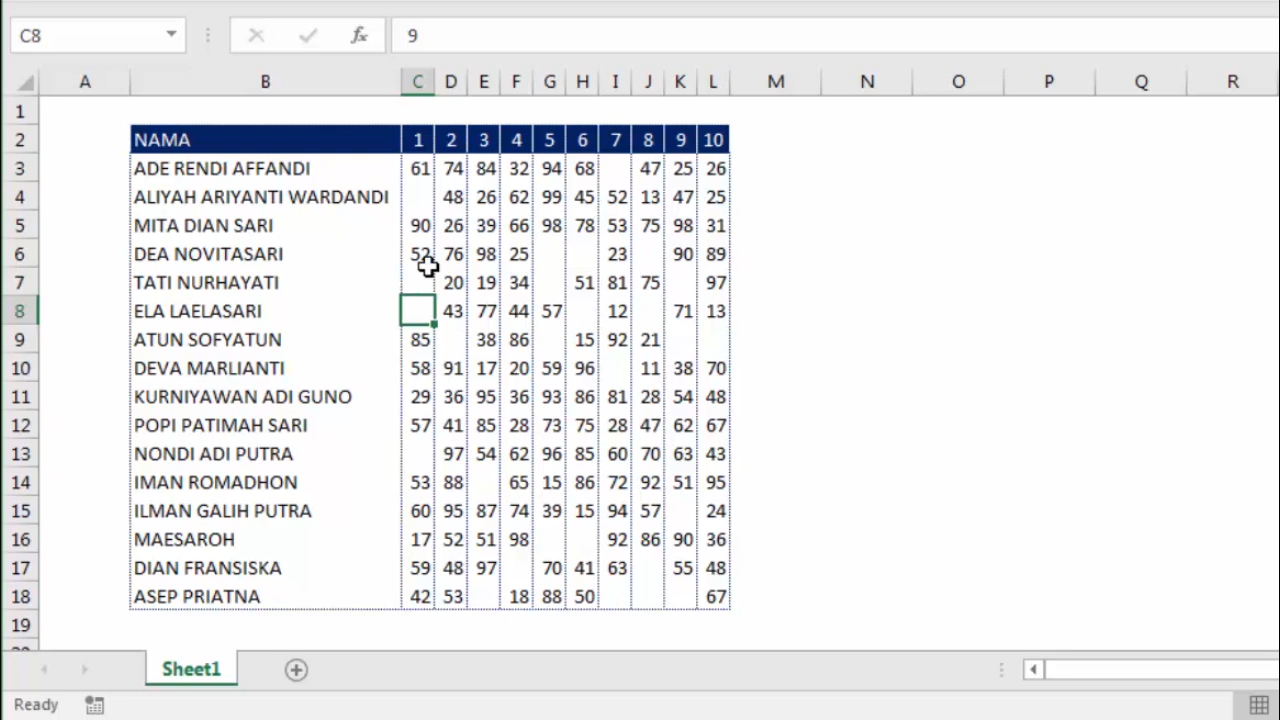 C8 fx 9
A B C D E F G H I J K L M N O P Q R
1
2 NAMA 1 2 3 4 5 6 7 8 9 10
3 ADE RENDI AFFANDI 61 74 84 32 94 68 47 25 26
4 ALIYAH ARIYANTI WARDANDI 48 26 62 99 45 52 13 47 25
5 MITA DIAN SARI 90 26 39 66 98 78 53 75 98 31
6 DEA NOVITASARI 52 76 98 25 23 90 89
7 TATI NURHAYATI 20 19 34 51 81 75 97
8 ELA LAELASARI 43 77 44 57 12 71 13
9 ATUN SOFYATUN 85 38 86 15 92 21
10 DEVA MARLIANTI 58 91 17 20 59 96 11 38 70
11 KURNIYAWAN ADI GUNO 29 36 95 36 93 86 81 28 54 48
12 POPI PATIMAH SARI 57 41 85 28 73 75 28 47 62 67
13 NONDI ADI PUTRA 97 54 62 96 85 60 70 63 43
14 IMAN ROMADHON 53 88 65 15 86 72 92 51 95
15 ILMAN GALIH PUTRA 60 95 87 74 39 15 94 57 24
16 MAESAROH 17 52 51 98 92 86 90 36
17 DIAN FRANSISKA 59 48 97 70 41 63 55 48
18 ASEP PRIATNA 42 53 18 88 50 67
19
Sheet1
Ready